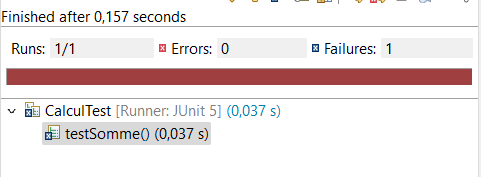 Finished after 0,157 seconds
Runs: 1/1 Errors: 0 Failures: 1
CalculTest [Runner: JUnit 5] (0,037 s)
testSomme() (0,037 s)